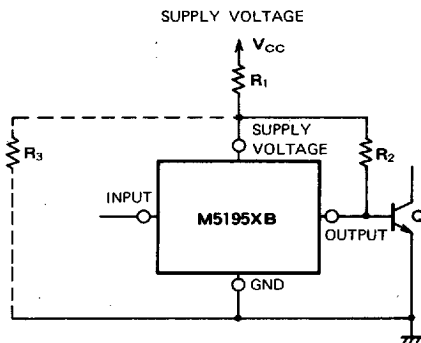 SUPPLY VOLTAGE
VCC
R1
SUPPLY
VOLTAGE
R3
R2
INPUT
M5195XB
OUTPUT
Q
GND